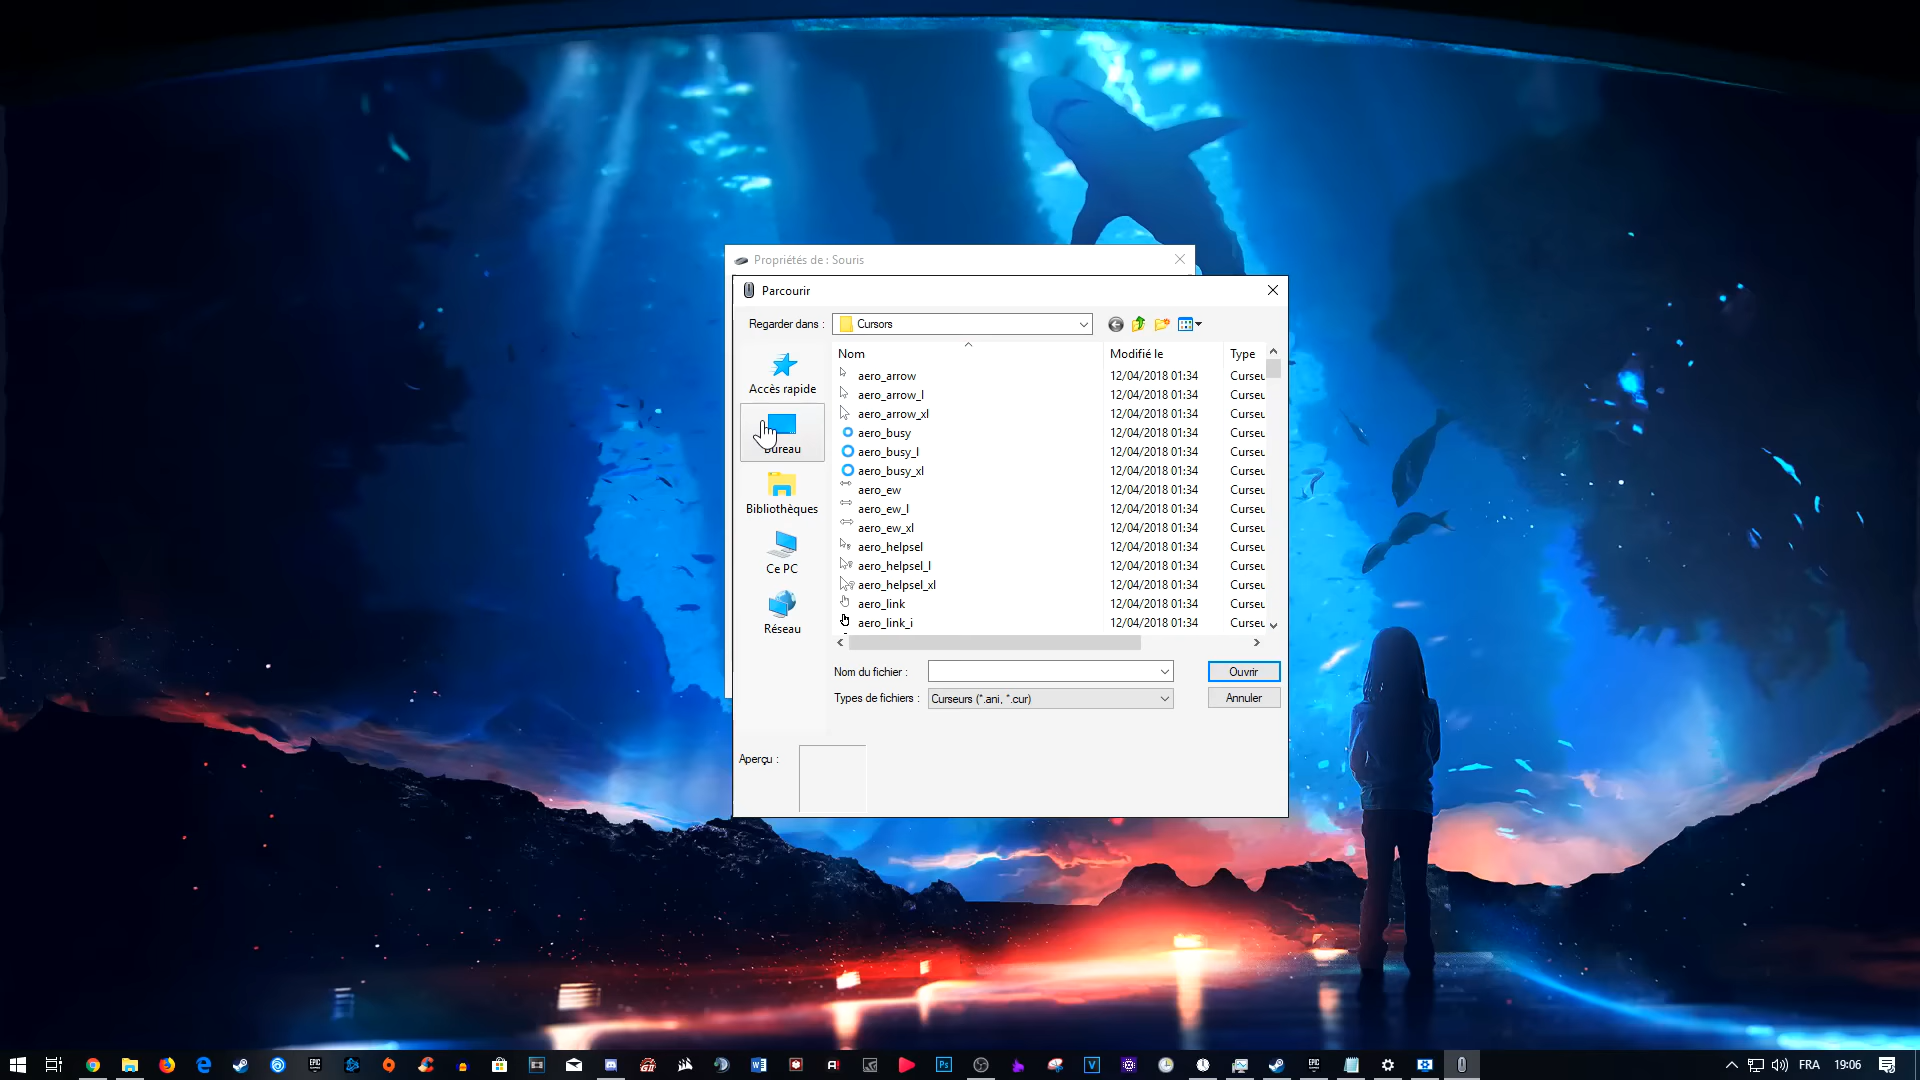 Propriétés de : Souris
Parcourir
Regarder dans :
Cursors
Nom Modifié le Type
aero_arrow 12/04/2018 01:34 Curseu
aero_arrow_l 12/04/2018 01:34 Curseu
aero_arrow_xl 12/04/2018 01:34 Curseu
aero_busy 12/04/2018 01:34 Curseu
aero_busy_l 12/04/2018 01:34 Curseu
aero_busy_xl 12/04/2018 01:34 Curseu
aero_ew 12/04/2018 01:34 Curseu
aero_ew_l 12/04/2018 01:34 Curseu
aero_ew_xl 12/04/2018 01:34 Curseu
aero_helpsel 12/04/2018 01:34 Curseu
aero_helpsel_l 12/04/2018 01:34 Curseu
aero_helpsel_xl 12/04/2018 01:34 Curseu
aero_link 12/04/2018 01:34 Curseu
aero_link_i 12/04/2018 01:34 Curseu
Accès rapide
Bureau
Bibliothèques
Ce PC
Réseau
Nom du fichier :
Ouvrir
Types de fichiers :
Curseurs (*.ani, *.cur)
Annuler
Aperçu :
FRA 19:06